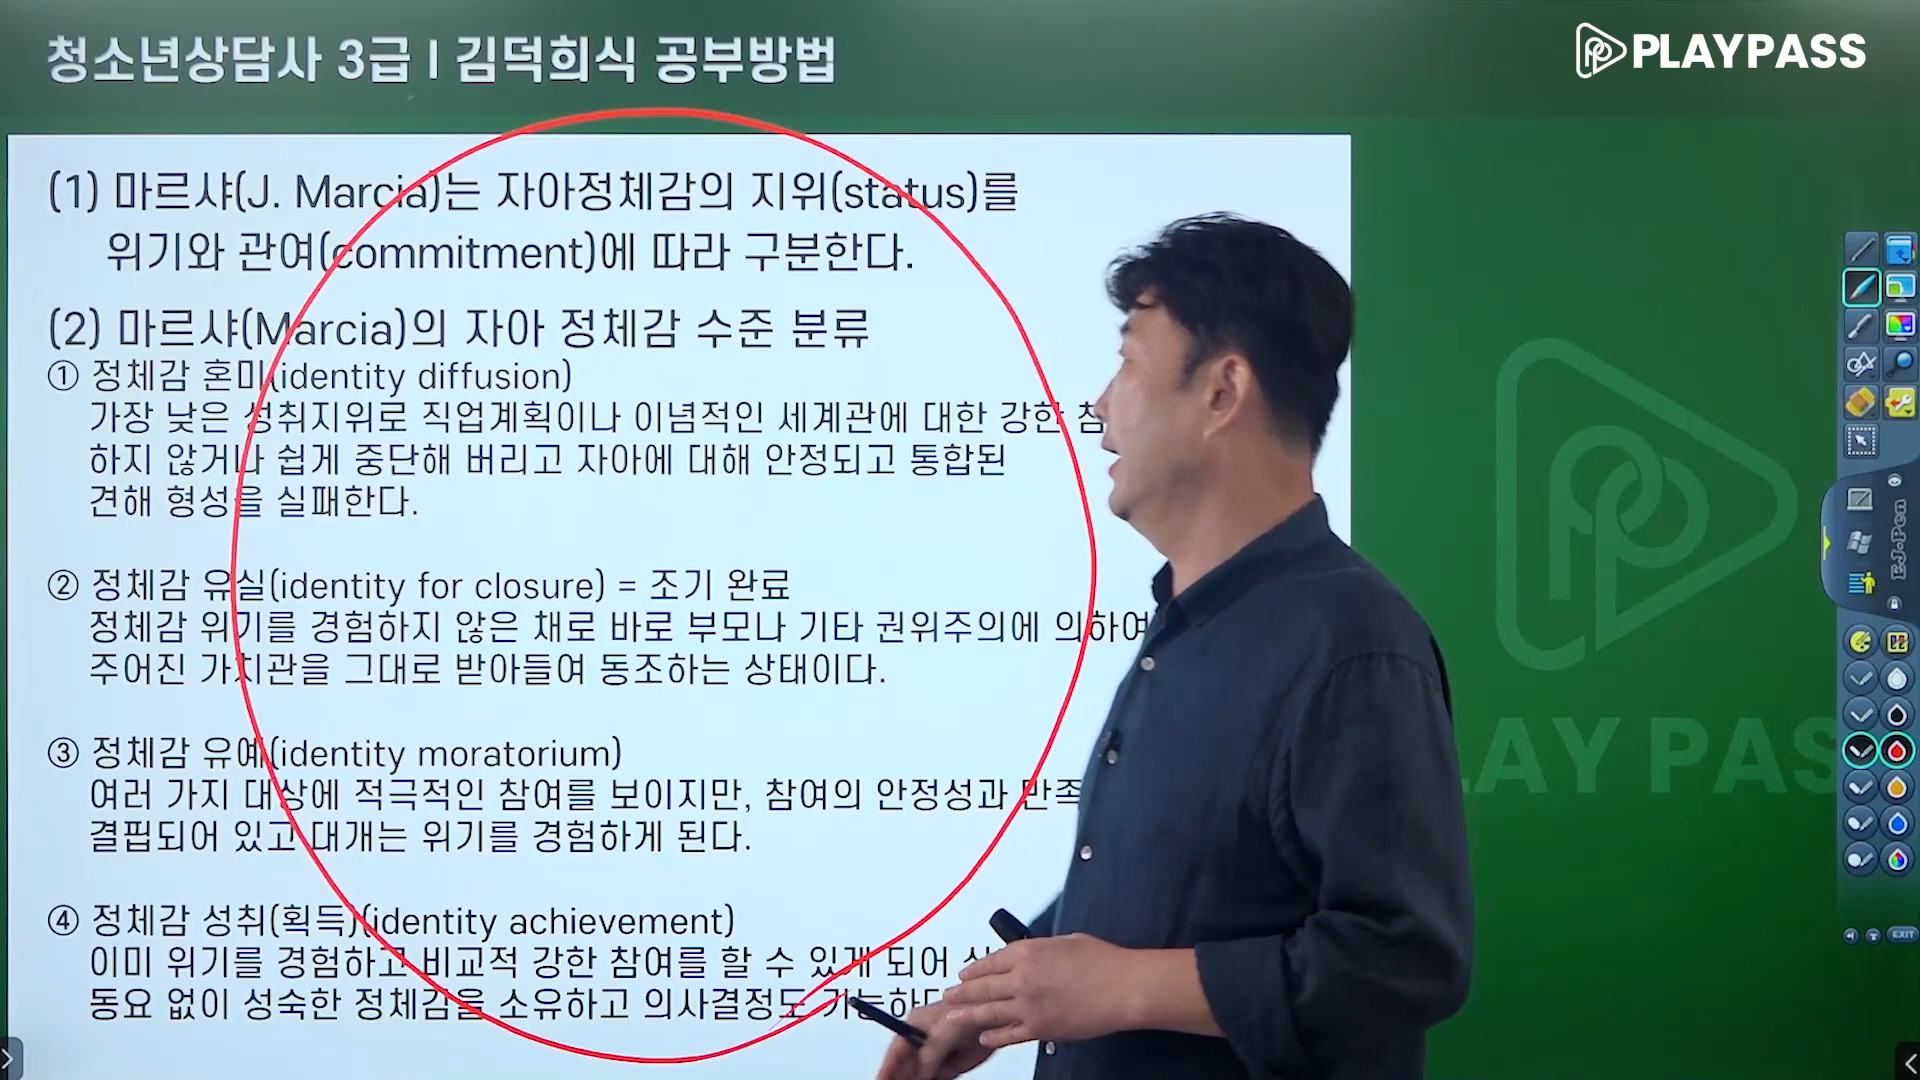 청소년상담사 3급 I 김덕희식 공부방법
PLAYPASS
(1) 마르샤(J. Marcia)는 자아정체감의 지위(status)를
위기와 관여(commitment)에 따라 구분한다.
(2) 마르샤(Marcia)의 자아 정체감 수준 분류
① 정체감 혼미(identity diffusion)
가장 낮은 성취지위로 직업계획이나 이념적인 세계관에 대한 강한
하지 않거나 쉽게 중단해 버리고 자아에 대해 안정되고 통합된
견해 형성을 실패한다.
② 정체감 유실(identity for closure) = 조기 완료
정체감 위기를 경험하지 않은 채로 바로 부모나 기타 권위주의에 의하여
주어진 가치관을 그대로 받아들여 동조하는 상태이다.
③ 정체감 유예(identity moratorium)
여러 가지 대상에 적극적인 참여를 보이지만, 참여의 안정성과 만족
결핍되어 있고 대개는 위기를 경험하게 된다.
④ 정체감 성취(획득)(identity achievement)
이미 위기를 경험하고 비교적 강한 참여를 할 수 있게 되어
동요 없이 성숙한 정체감을 소유하고 의사결정도 가능하다
LAY PAS
EJ-Pen
EXIT